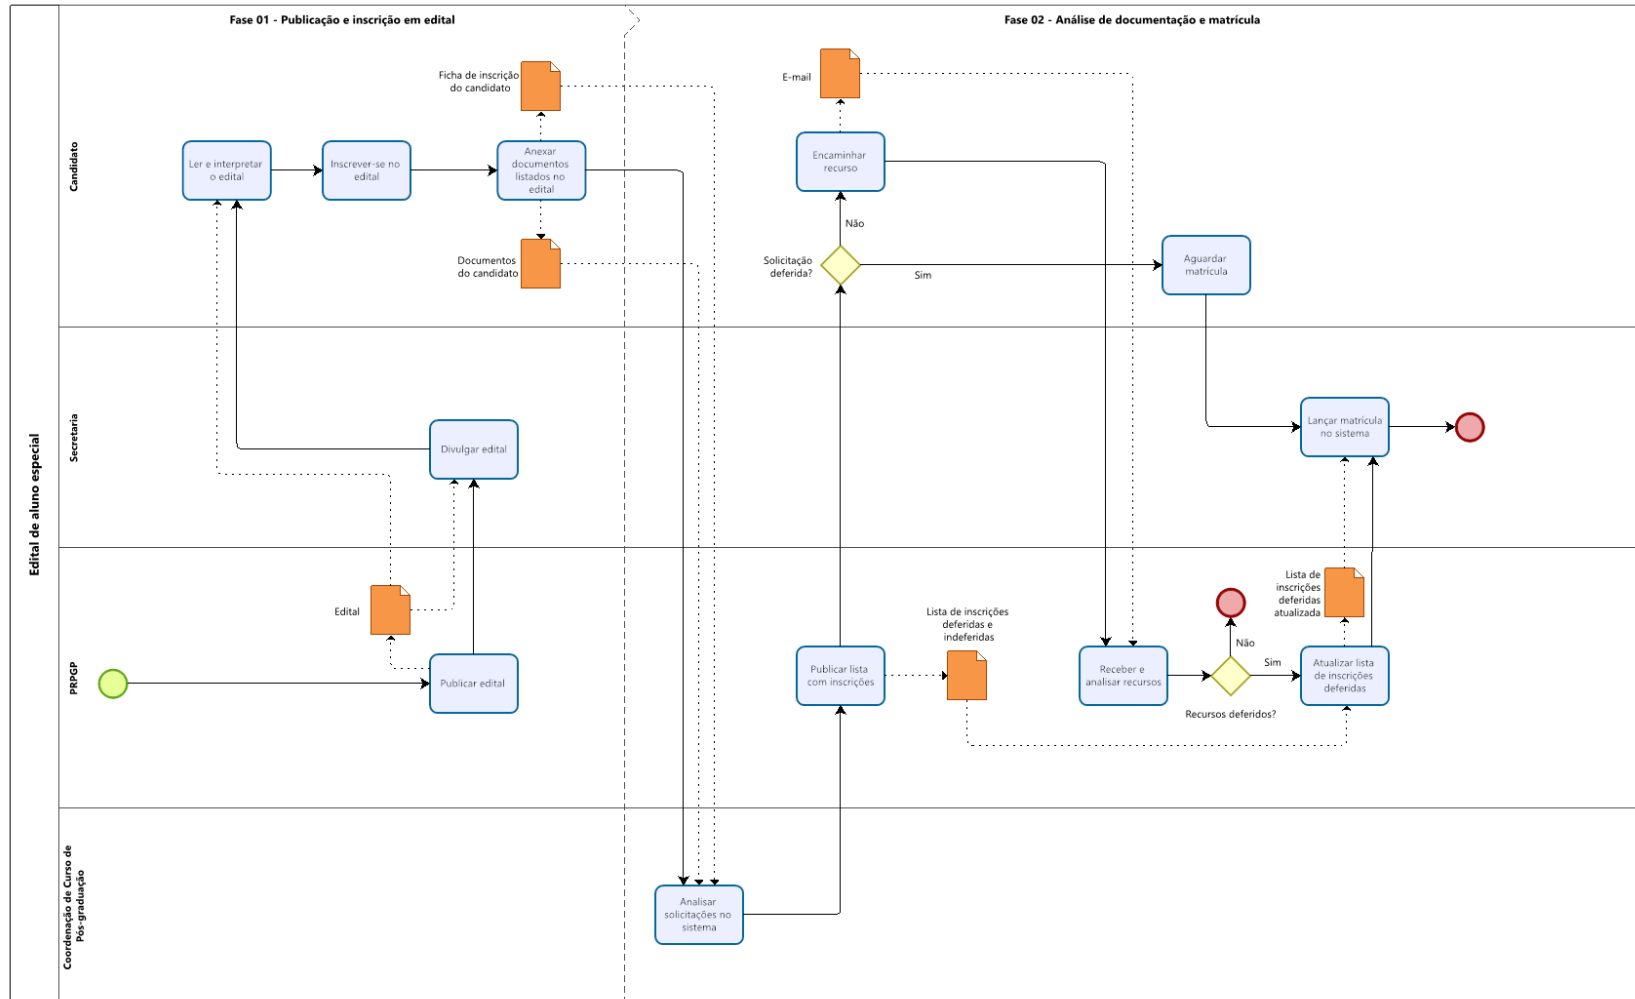 Fase 01 - Publicação e inscrição em edital
Fase 02 - Análise de documentação e matrícula
Edital de aluno especial
Candidato
Ficha de inscrição
do candidato
Ler e interpretar
o edital
Inscrever-se no
edital
Anexar
documentos
listados no
edital
Documentos
do candidato
E-mail
Encaminhar
recurso
Não
Solicitação
deferida?
Sim
Aguardar
matrícula
Secretaria
Divulgar edital
Lançar matrícula
no sistema
PRPGP
Edital
Publicar edital
Publicar lista
com inscrições
Lista de inscrições
deferidas e
indeferidas
Receber e
analisar recursos
Não
Sim
Recursos deferidos?
Lista de
inscrições
deferidas
atualizada
Atualizar lista
de inscrições
deferidas
Coordenação de Curso de
Pós-graduação
Analisar
solicitações no
sistema